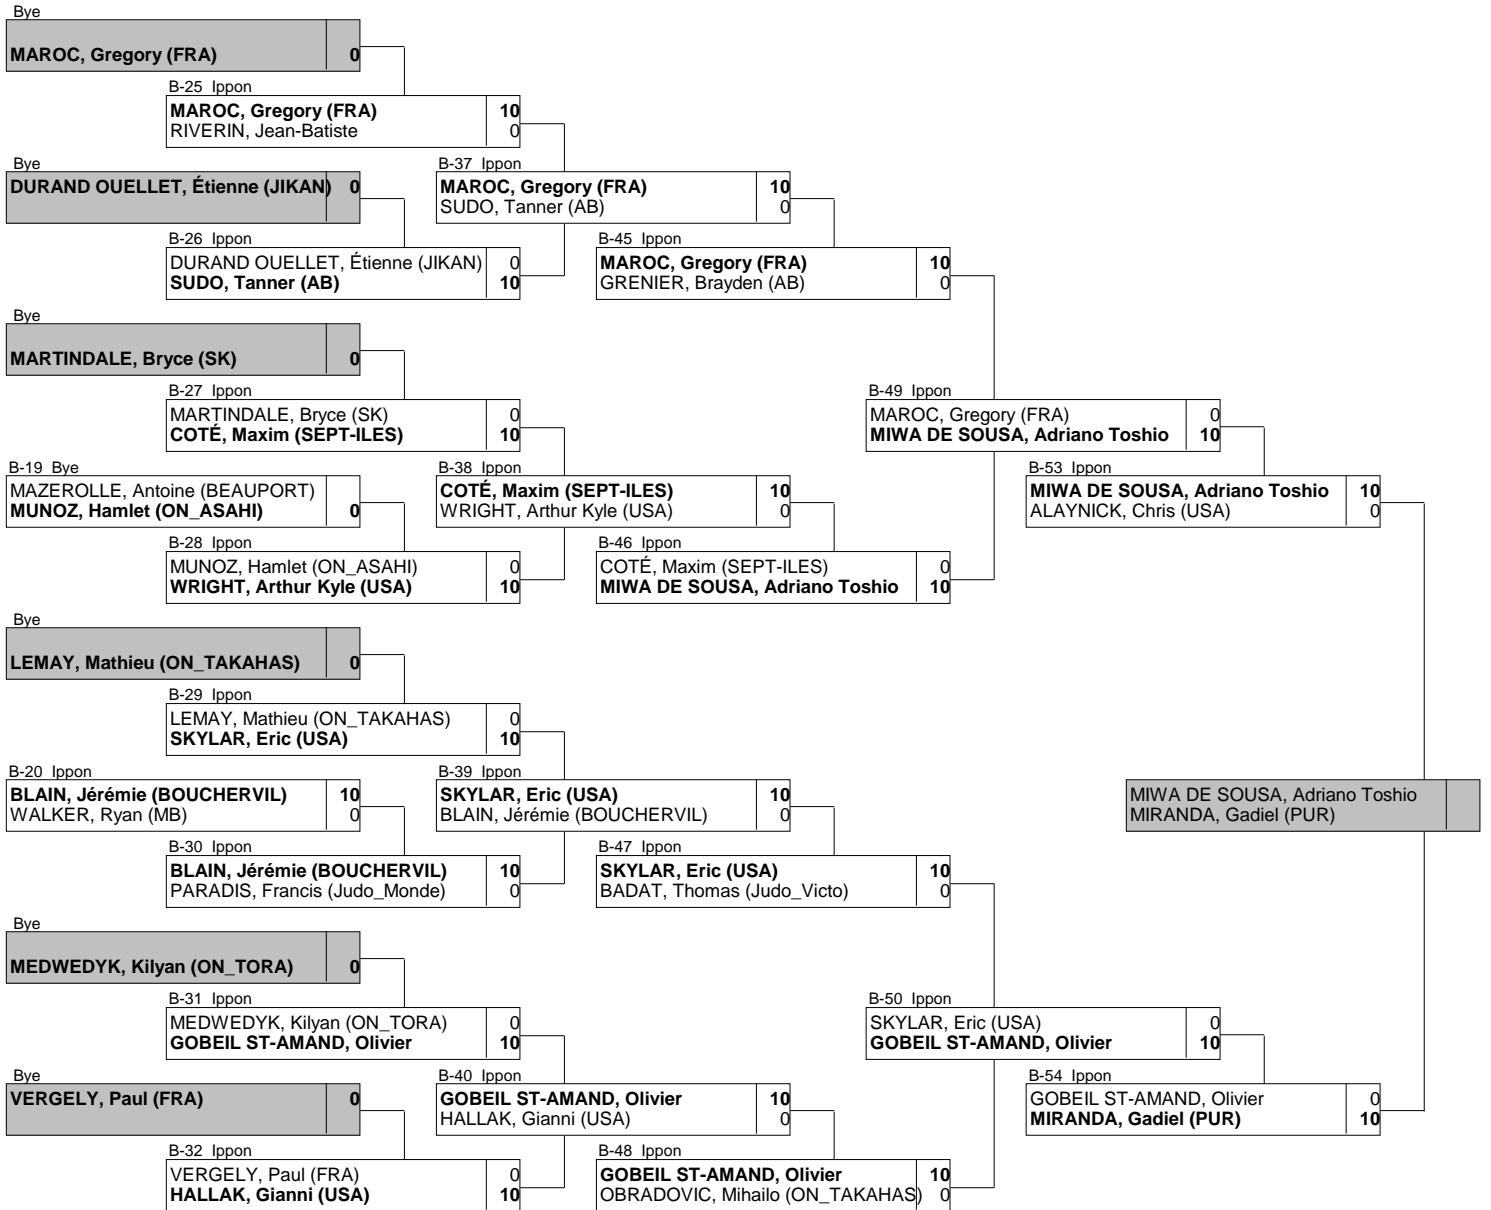 Bye
MAROC, Gregory (FRA) 0
B-25 Ippon
MAROC, Gregory (FRA) 10
RIVERIN, Jean-Batiste 0
Bye
DURAND OUELLET, Étienne (JIKAN) 0
B-37 Ippon
MAROC, Gregory (FRA) 10
SUDO, Tanner (AB) 0
B-26 Ippon
DURAND OUELLET, Étienne (JIKAN) 0
SUDO, Tanner (AB) 10
B-45 Ippon
MAROC, Gregory (FRA) 10
GRENIER, Brayden (AB) 0
Bye
MARTINDALE, Bryce (SK) 0
B-27 Ippon
MARTINDALE, Bryce (SK) 0
COTÉ, Maxim (SEPT-ILES) 10
B-49 Ippon
MAROC, Gregory (FRA) 0
MIWA DE SOUSA, Adriano Toshio 10
B-19 Bye
MAZEROLLE, Antoine (BEAUPORT)
MUNOZ, Hamlet (ON_ASAHI) 0
B-38 Ippon
COTÉ, Maxim (SEPT-ILES) 10
WRIGHT, Arthur Kyle (USA) 0
B-53 Ippon
MIWA DE SOUSA, Adriano Toshio 10
ALAYNICK, Chris (USA) 0
B-28 Ippon
MUNOZ, Hamlet (ON_ASAHI) 0
WRIGHT, Arthur Kyle (USA) 10
B-46 Ippon
COTÉ, Maxim (SEPT-ILES) 0
MIWA DE SOUSA, Adriano Toshio 10
Bye
LEMAY, Mathieu (ON_TAKAHAS) 0
B-29 Ippon
LEMAY, Mathieu (ON_TAKAHAS) 0
SKYLAR, Eric (USA) 10
B-20 Ippon
BLAIN, Jérémie (BOUCHERVIL) 10
WALKER, Ryan (MB) 0
B-39 Ippon
SKYLAR, Eric (USA) 10
BLAIN, Jérémie (BOUCHERVIL) 0
MIWA DE SOUSA, Adriano Toshio
MIRANDA, Gadiel (PUR)
B-30 Ippon
BLAIN, Jérémie (BOUCHERVIL) 10
PARADIS, Francis (Judo_Monde) 0
B-47 Ippon
SKYLAR, Eric (USA) 10
BADAT, Thomas (Judo_Victo) 0
Bye
MEDWEDYK, Kilyan (ON_TORA) 0
B-31 Ippon
MEDWEDYK, Kilyan (ON_TORA) 0
GOBEIL ST-AMAND, Olivier 10
B-50 Ippon
SKYLAR, Eric (USA) 0
GOBEIL ST-AMAND, Olivier 10
Bye
VERGELY, Paul (FRA) 0
B-40 Ippon
GOBEIL ST-AMAND, Olivier 10
HALLAK, Gianni (USA) 0
B-54 Ippon
GOBEIL ST-AMAND, Olivier 0
MIRANDA, Gadiel (PUR) 10
B-32 Ippon
VERGELY, Paul (FRA) 0
HALLAK, Gianni (USA) 10
B-48 Ippon
GOBEIL ST-AMAND, Olivier 10
OBRADOVIC, Mihailo (ON_TAKAHAS) 0